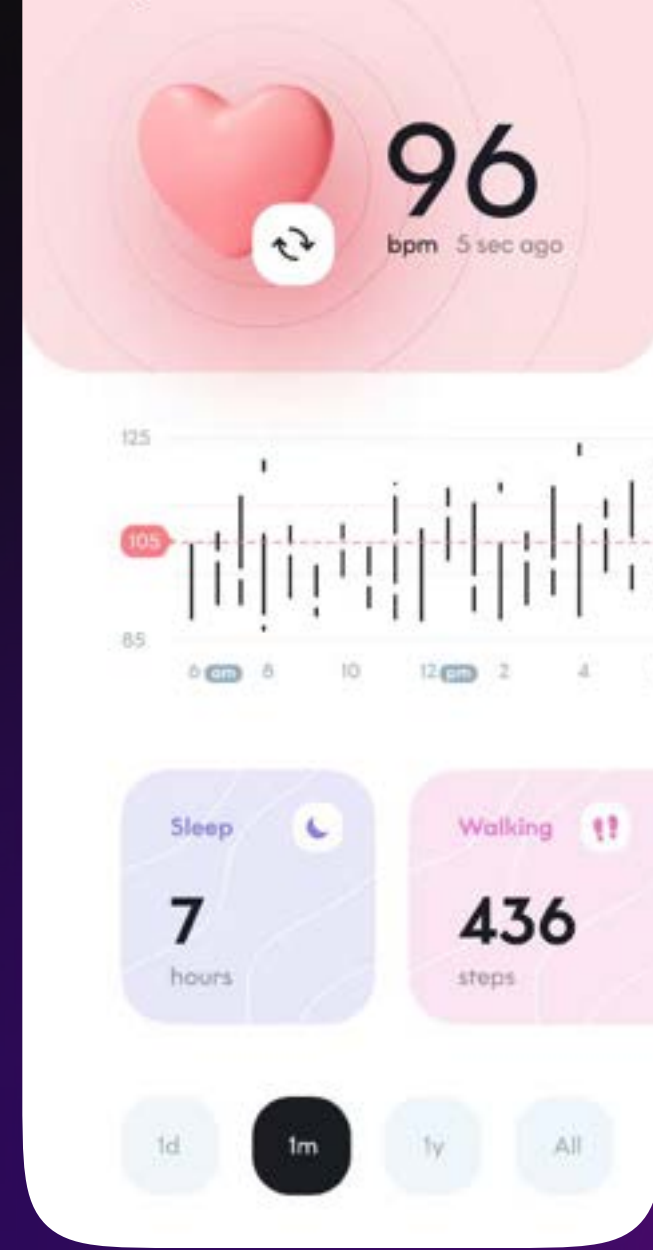 96
bpm 5 sec ago
125
105
85
6 am 8 10 12 pm 2 4
Sleep Walking
7 436
hours steps
1d 1m 1y All